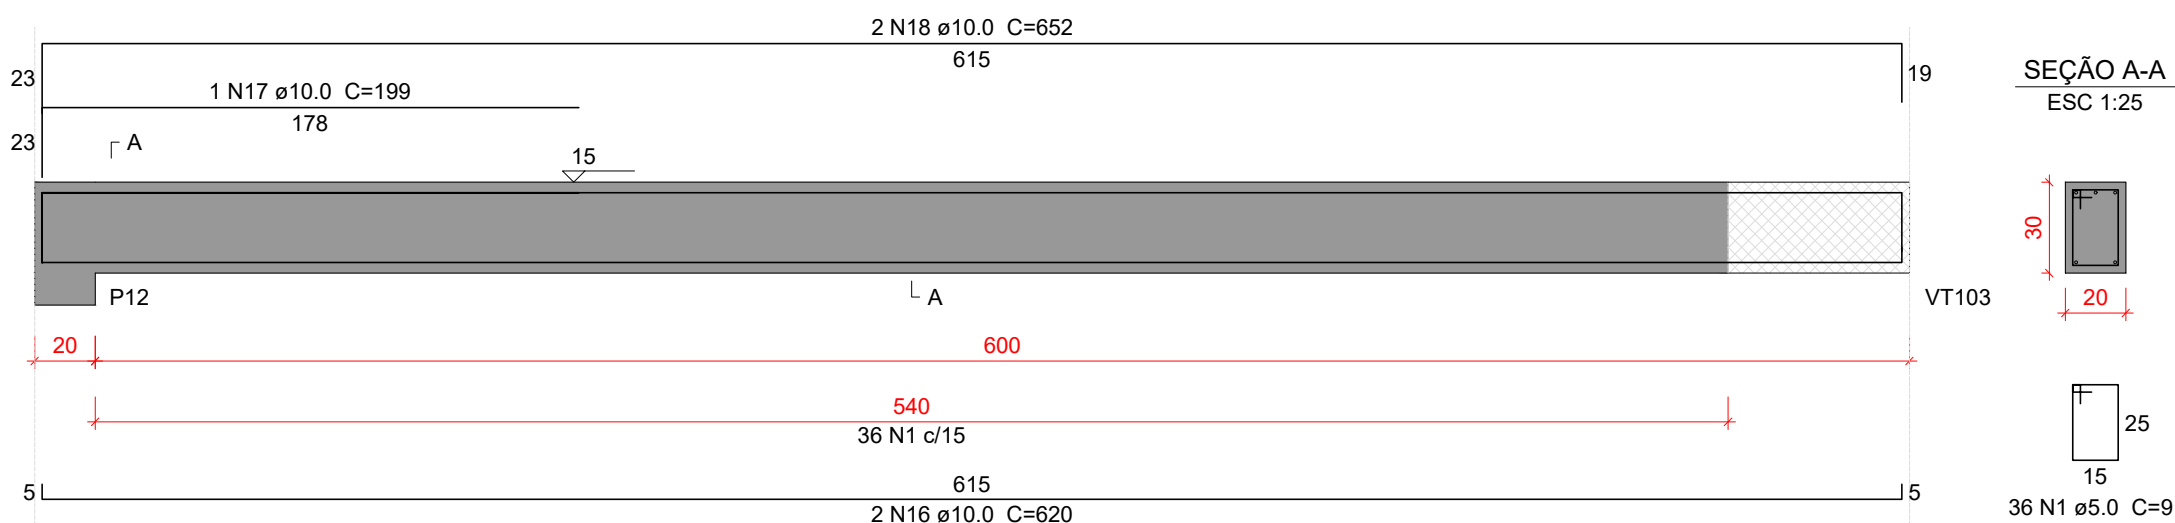 2 N18 ø10.0 C=652
615
23
19
1 N17 ø10.0 C=199
178
23
A
15
P12
A
VT103
20
600
540
36 N1 c/15
5
615
5
2 N16 ø10.0 C=620
SEÇÃO A-A
ESC 1:25
30
20
25
15
36 N1 ø5.0 C=9